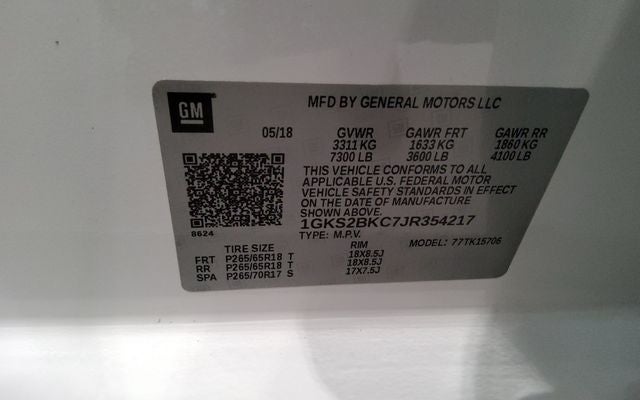 GM
MFD BY GENERAL MOTORS LLC
05/18 GVWR GAWR FRT GAWR RR
3311 KG 1633 KG 1860 KG
7300 LB 3600 LB 4100 LB
THIS VEHICLE CONFORMS TO ALL
APPLICABLE U.S. FEDERAL MOTOR
VEHICLE SAFETY STANDARDS IN EFFECT
ON THE DATE OF MANUFACTURE
SHOWN ABOVE.
8624
1GKS2BKC7JR354217
TYPE: M.P.V. MODEL: 77TK15706
TIRE SIZE RIM
FRT P265/65R18 T 18X8.5J
RR P265/65R18 T 18X8.5J
SPA P265/70R17 S 17X7.5J